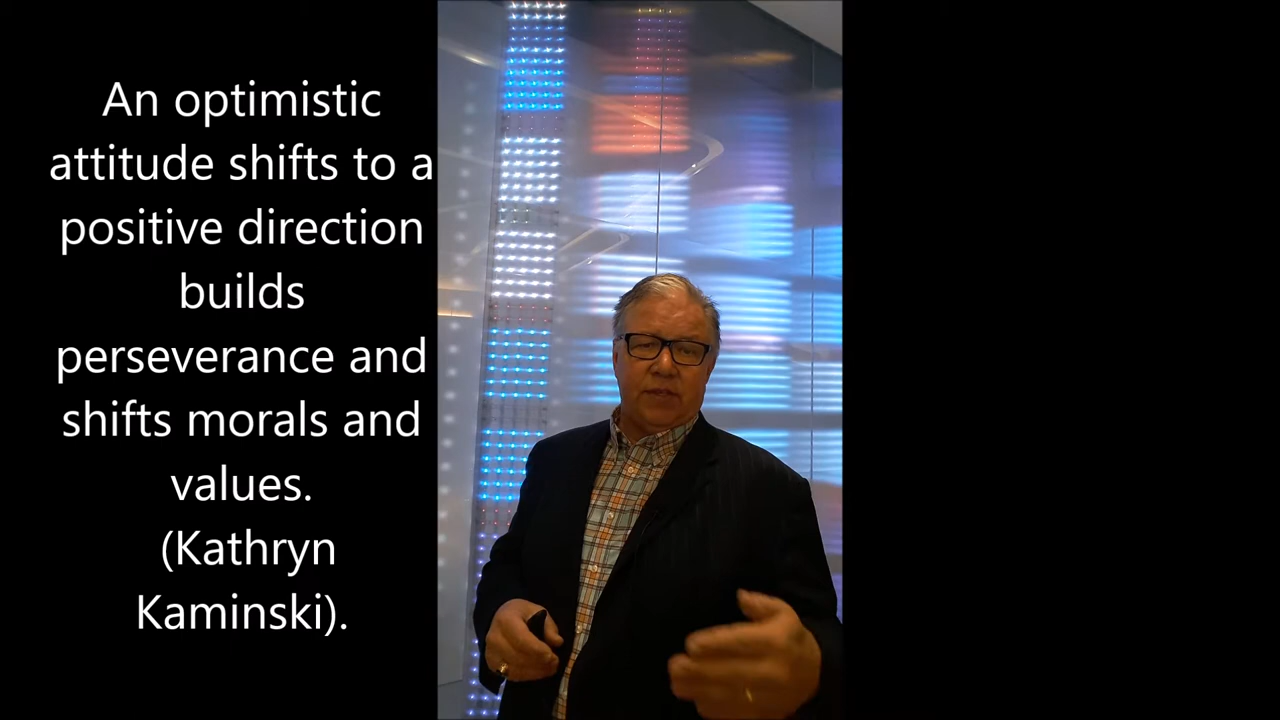 An optimistic
attitude shifts to a
positive direction
builds
perseverance and
shifts morals and
values.
(Kathryn
Kaminski).